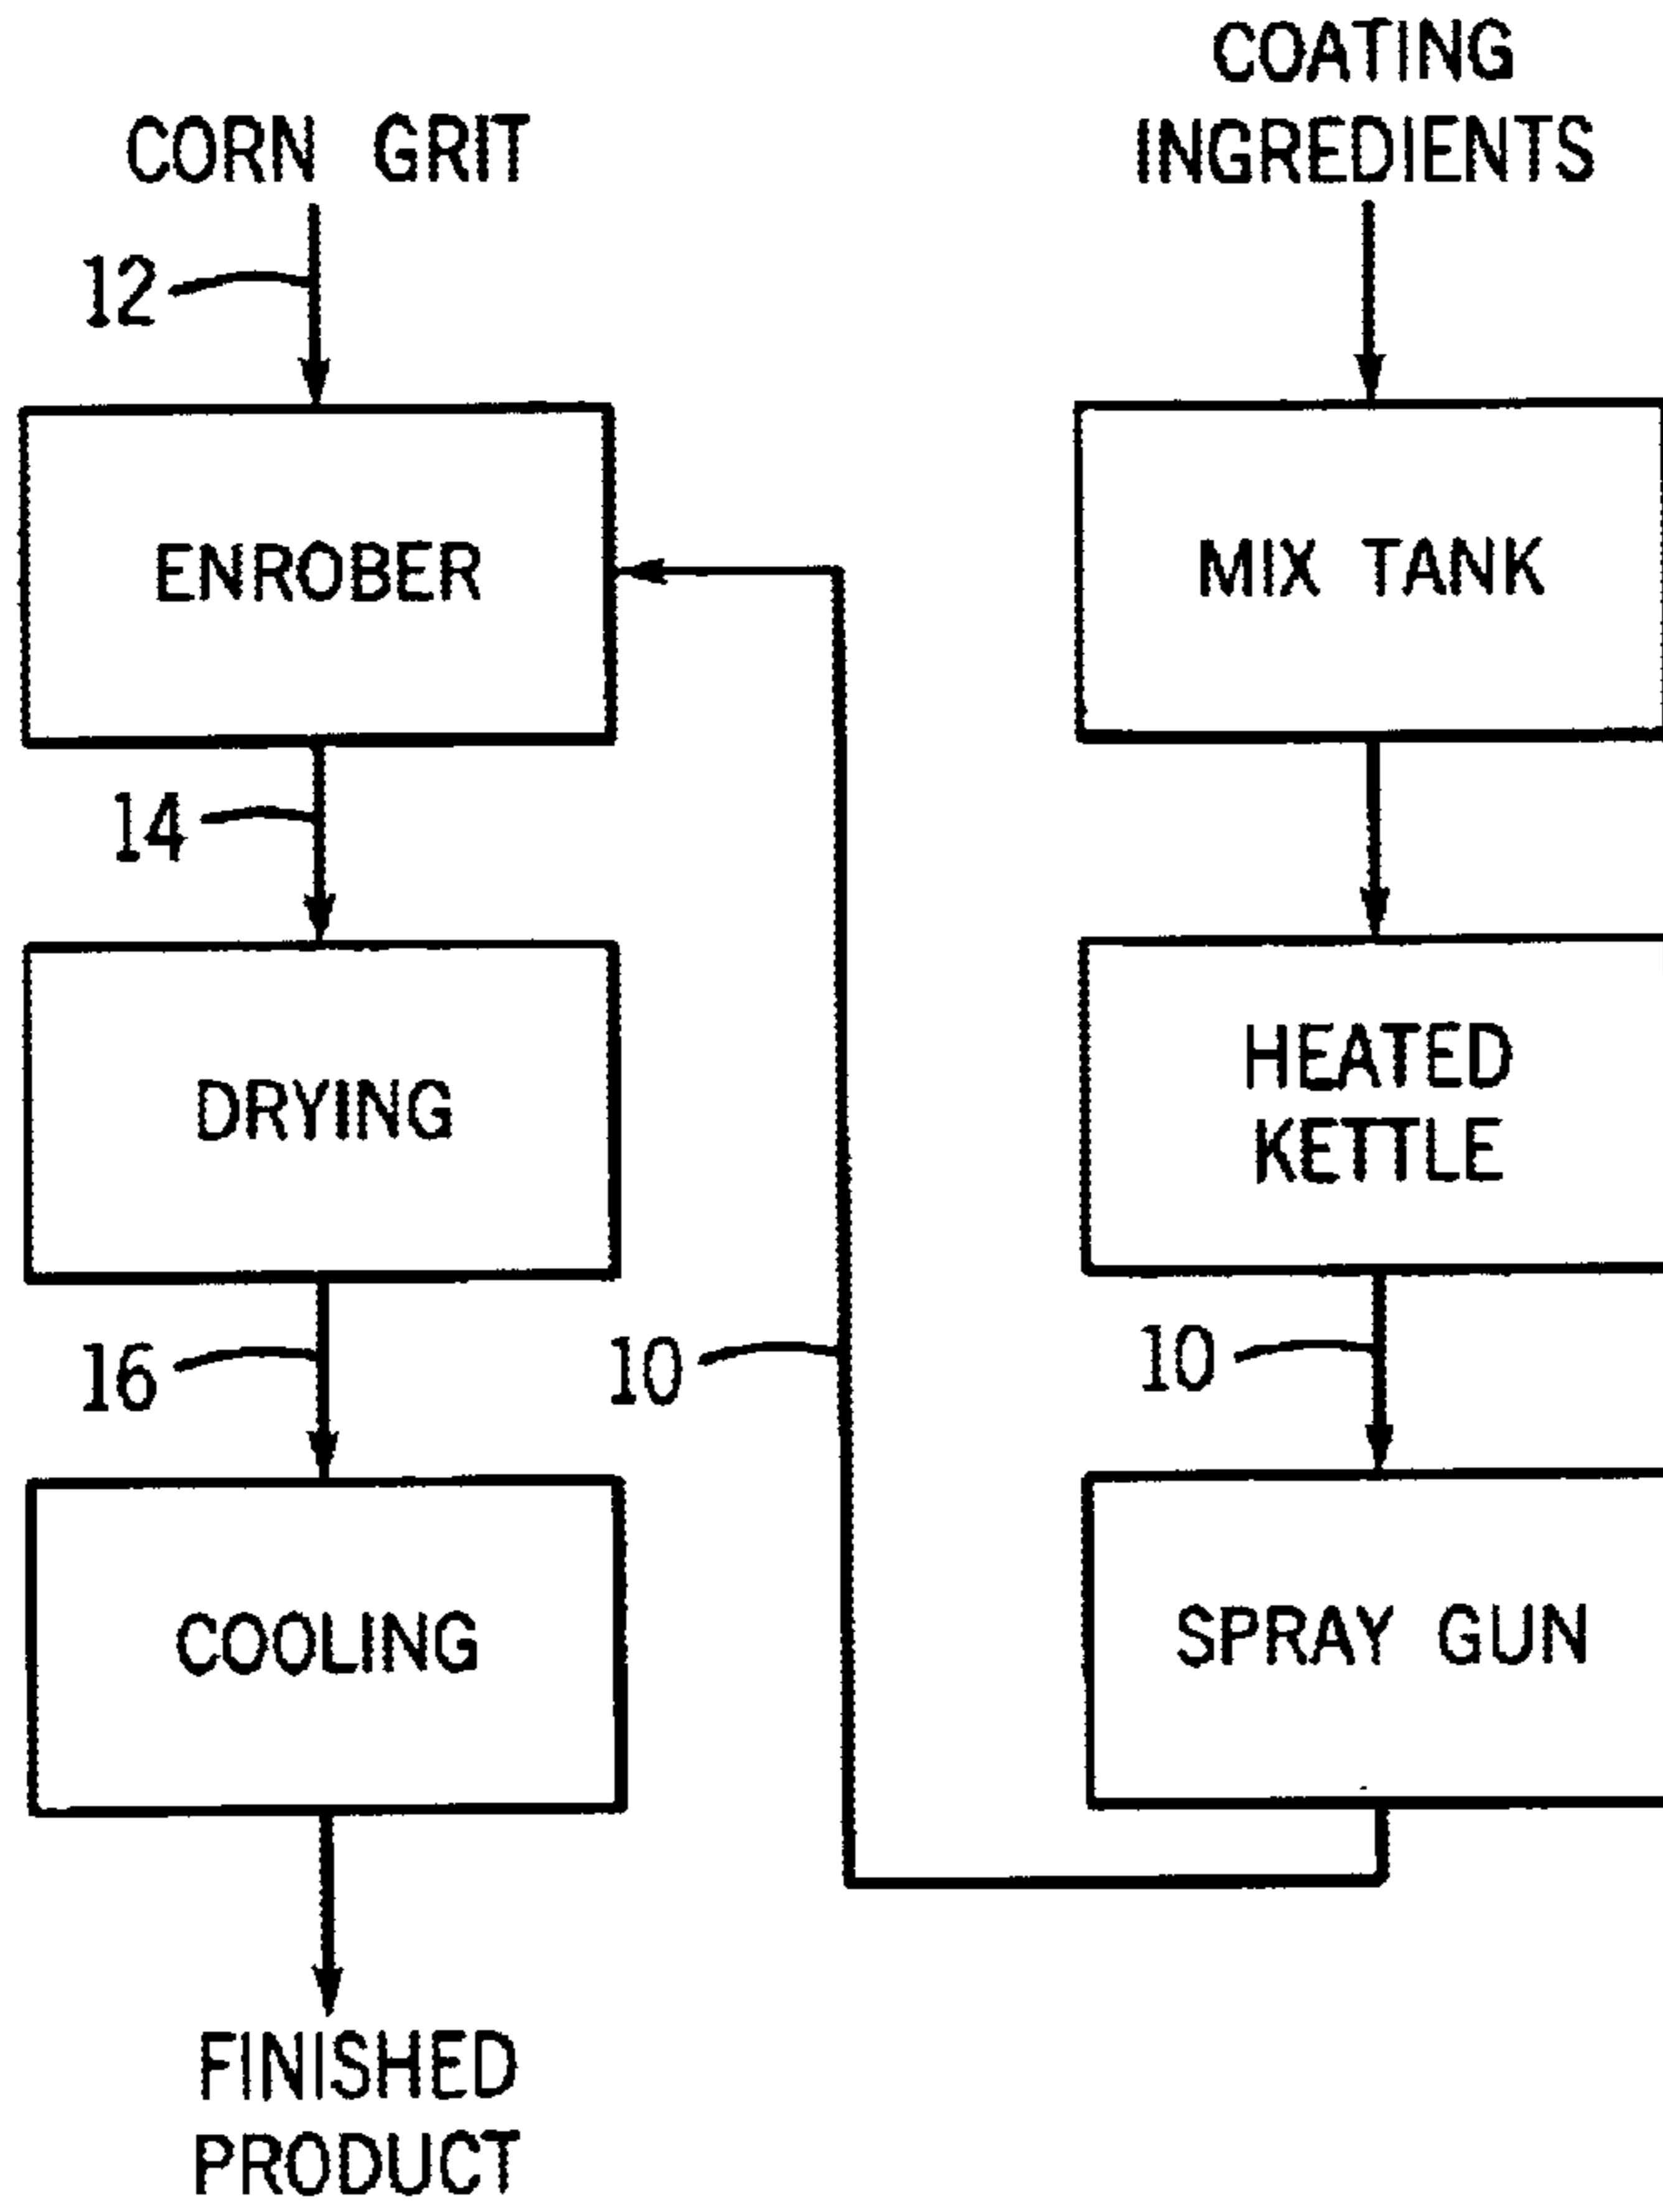 CORN GRIT
12
ENROBER
14
DRYING
16
COOLING
FINISHED
PRODUCT
COATING
INGREDIENTS
MIX TANK
HEATED
KETTLE
10
SPRAY GUN
10